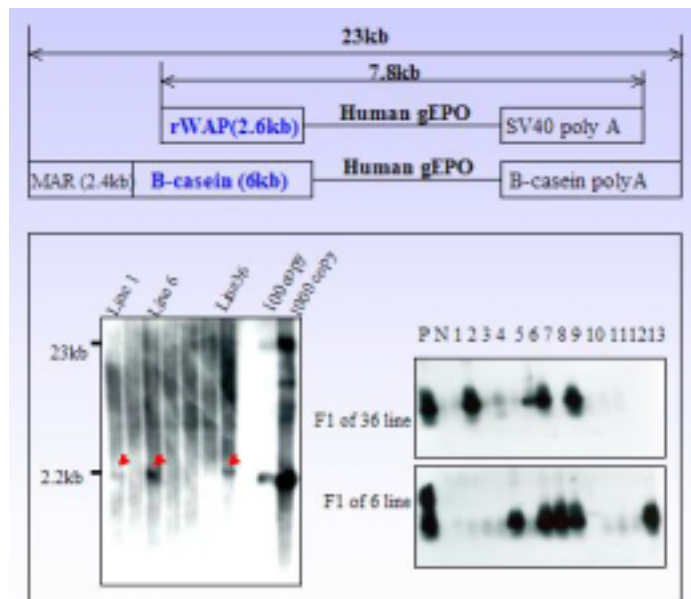 23kb
7.8kb
rWAP(2.6kb) Human gEPO SV40 poly A
MAR (2.4kb) B-casein (6kb) Human gEPO B-casein polyA
Line 1 Line 6 Line36 100 copy 1000 copy
23kb
2.2kb
P N 1 2 3 4 5 6 7 8 9 10 11 12 13
F1 of 36 line
F1 of 6 line